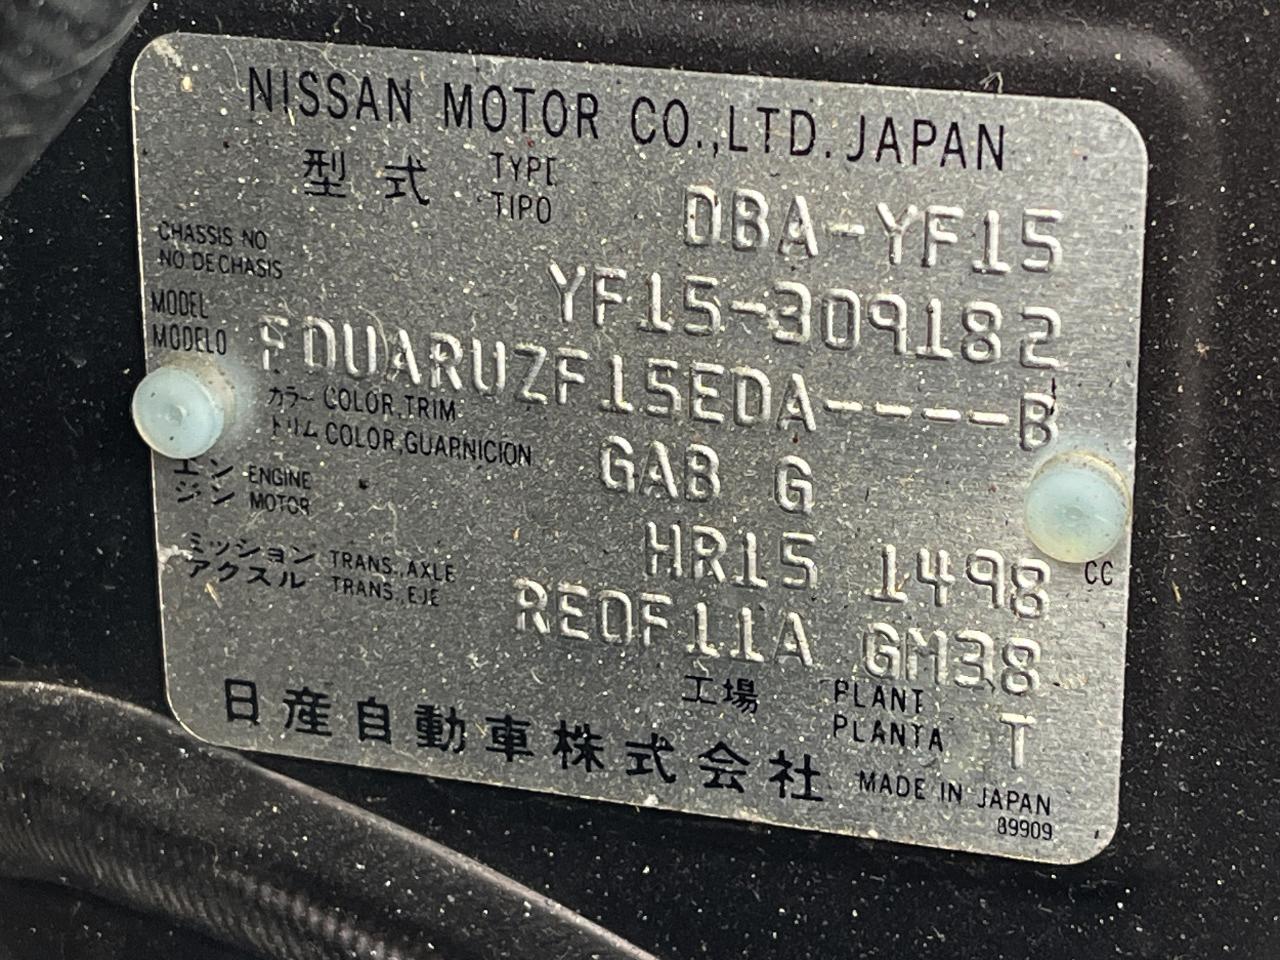 NISSAN MOTOR CO.,LTD. JAPAN
型式 TYPE TIPO DBA-YF15
CHASSIS NO
NO DE CHASIS YF15-309182
MODEL
MODELO FDUARUZF15EDA----B
カラー COLOR,TRIM
トリム COLOR,GUARNICION GAB G
エン ENGINE
ジン MOTOR HR15 1498 CC
ミッション TRANS.,AXLE
アクスル TRANS.,EJE RE0F11A GM38
工場 PLANT
PLANTA T
日産自動車株式会社 MADE IN JAPAN
89909